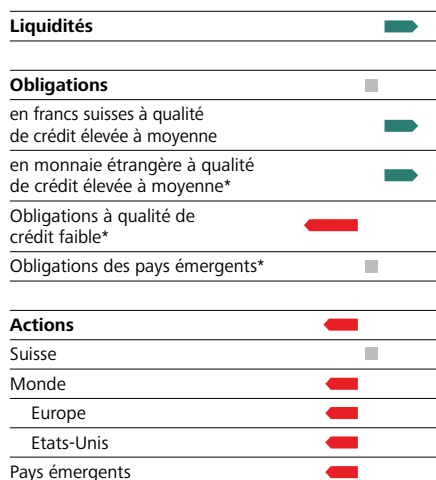 Liquidités
Obligations
en francs suisses à qualité
de crédit élevée à moyenne
en monnaie étrangère à qualité
de crédit élevée à moyenne*
Obligations à qualité de
crédit faible*
Obligations des pays émergents*
Actions
Suisse
Monde
Europe
Etats-Unis
Pays émergents